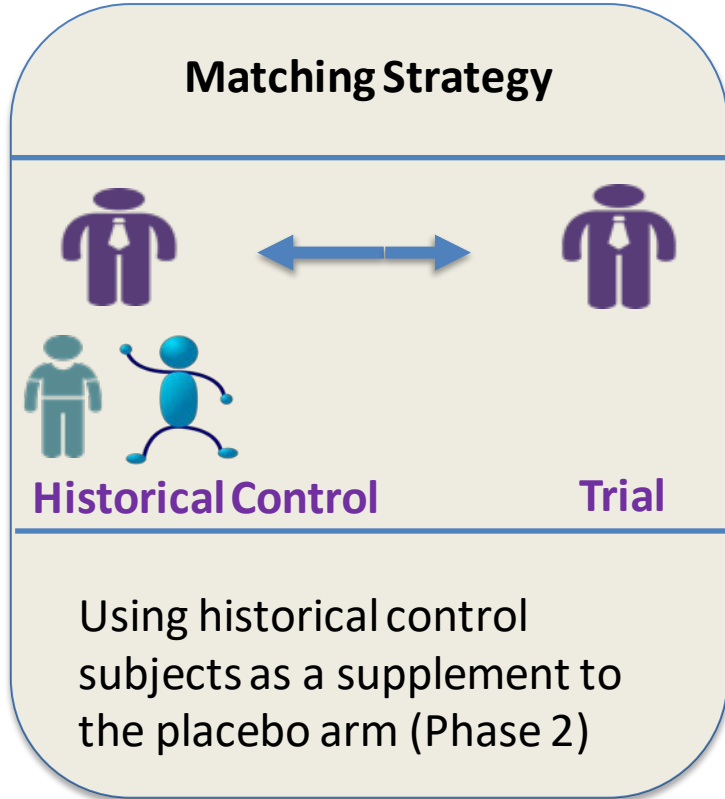 Matching Strategy
Historical Control
Trial
Using historical control
subjects as a supplement to
the placebo arm (Phase 2)